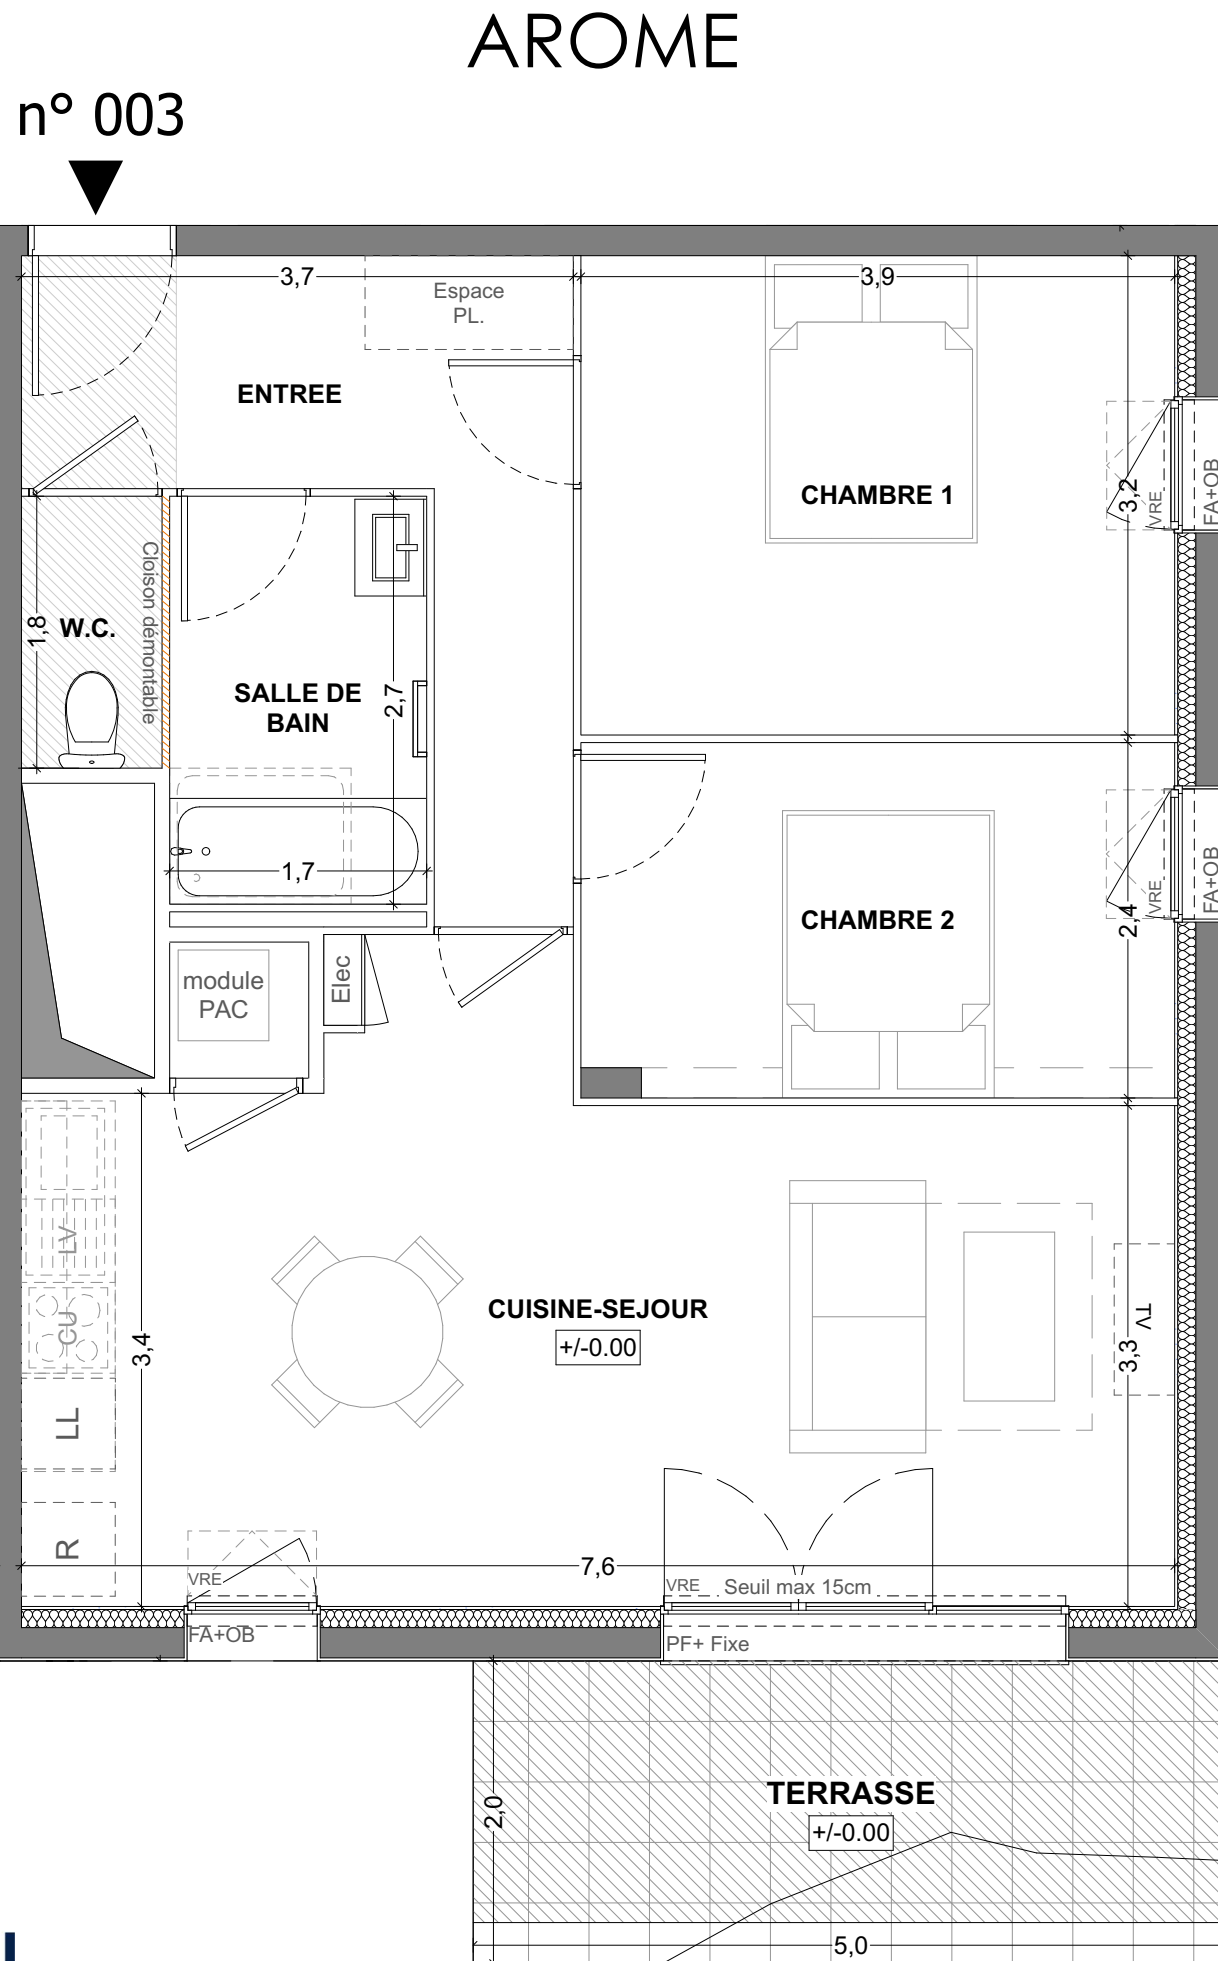 AROME
n° 003
3,7
3,9
Espace
PL.
ENTREE
CHAMBRE 1
3,2
VRE
FA+OB
Cloison démontable
1,8
W.C.
SALLE DE
BAIN
2,7
1,7
CHAMBRE 2
2,4
VRE
FA+OB
module
PAC
Elec
LV
CU
LL
R
3,4
CUISINE-SEJOUR
+/-0.00
TV
3,3
7,6
VRE
FA+OB
VRE
Seuil max 15cm
PF+ Fixe
TERRASSE
+/-0.00
2,0
5,0